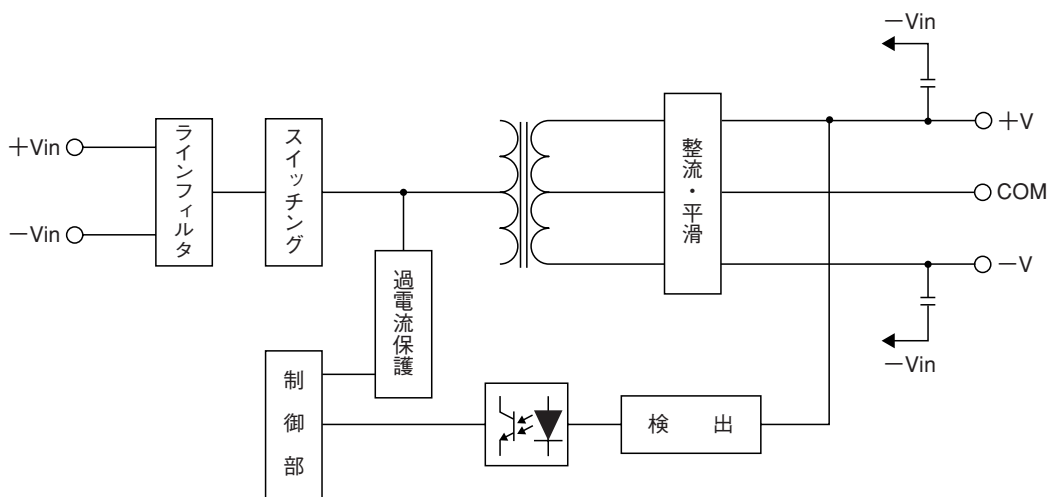 －Vin
＋Vin
－Vin
ラインフィルタ
スイッチング
過電流保護
制御部
整流・平滑
検出
＋V
COM
－V
－Vin